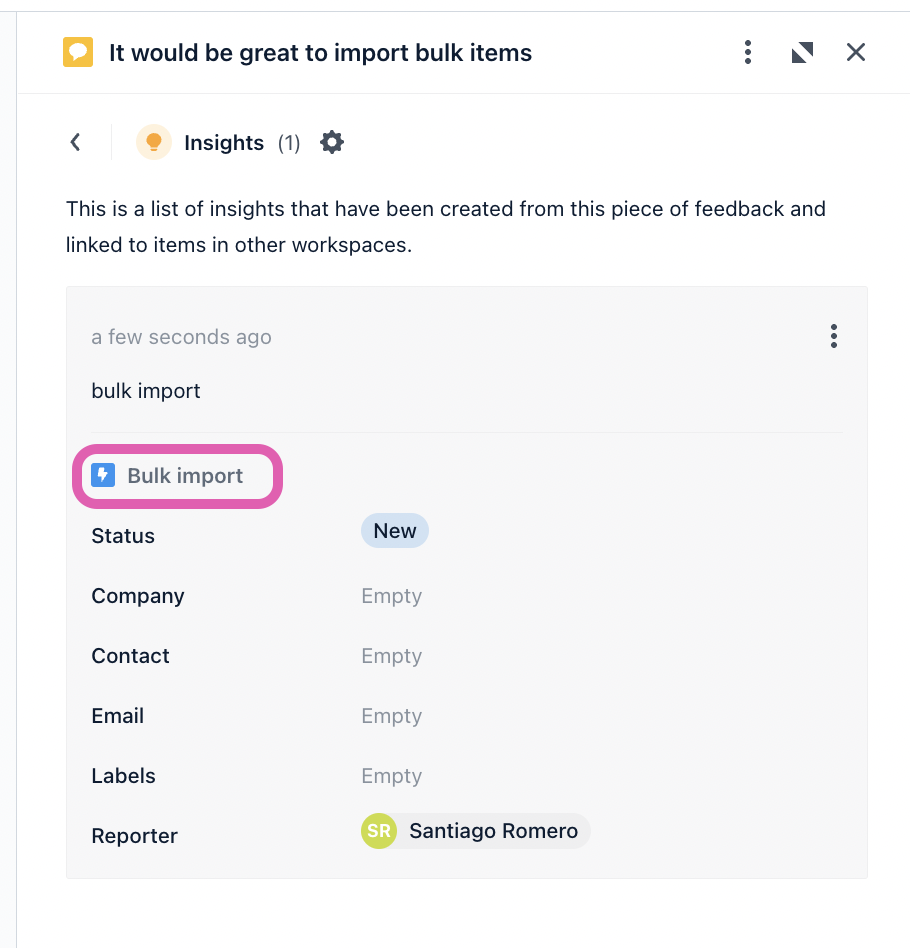 It would be great to import bulk items
Insights (1)
This is a list of insights that have been created from this piece of feedback and
linked to items in other workspaces.
a few seconds ago
bulk import
Bulk import
Status New
Company Empty
Contact Empty
Email Empty
Labels Empty
Reporter SR Santiago Romero